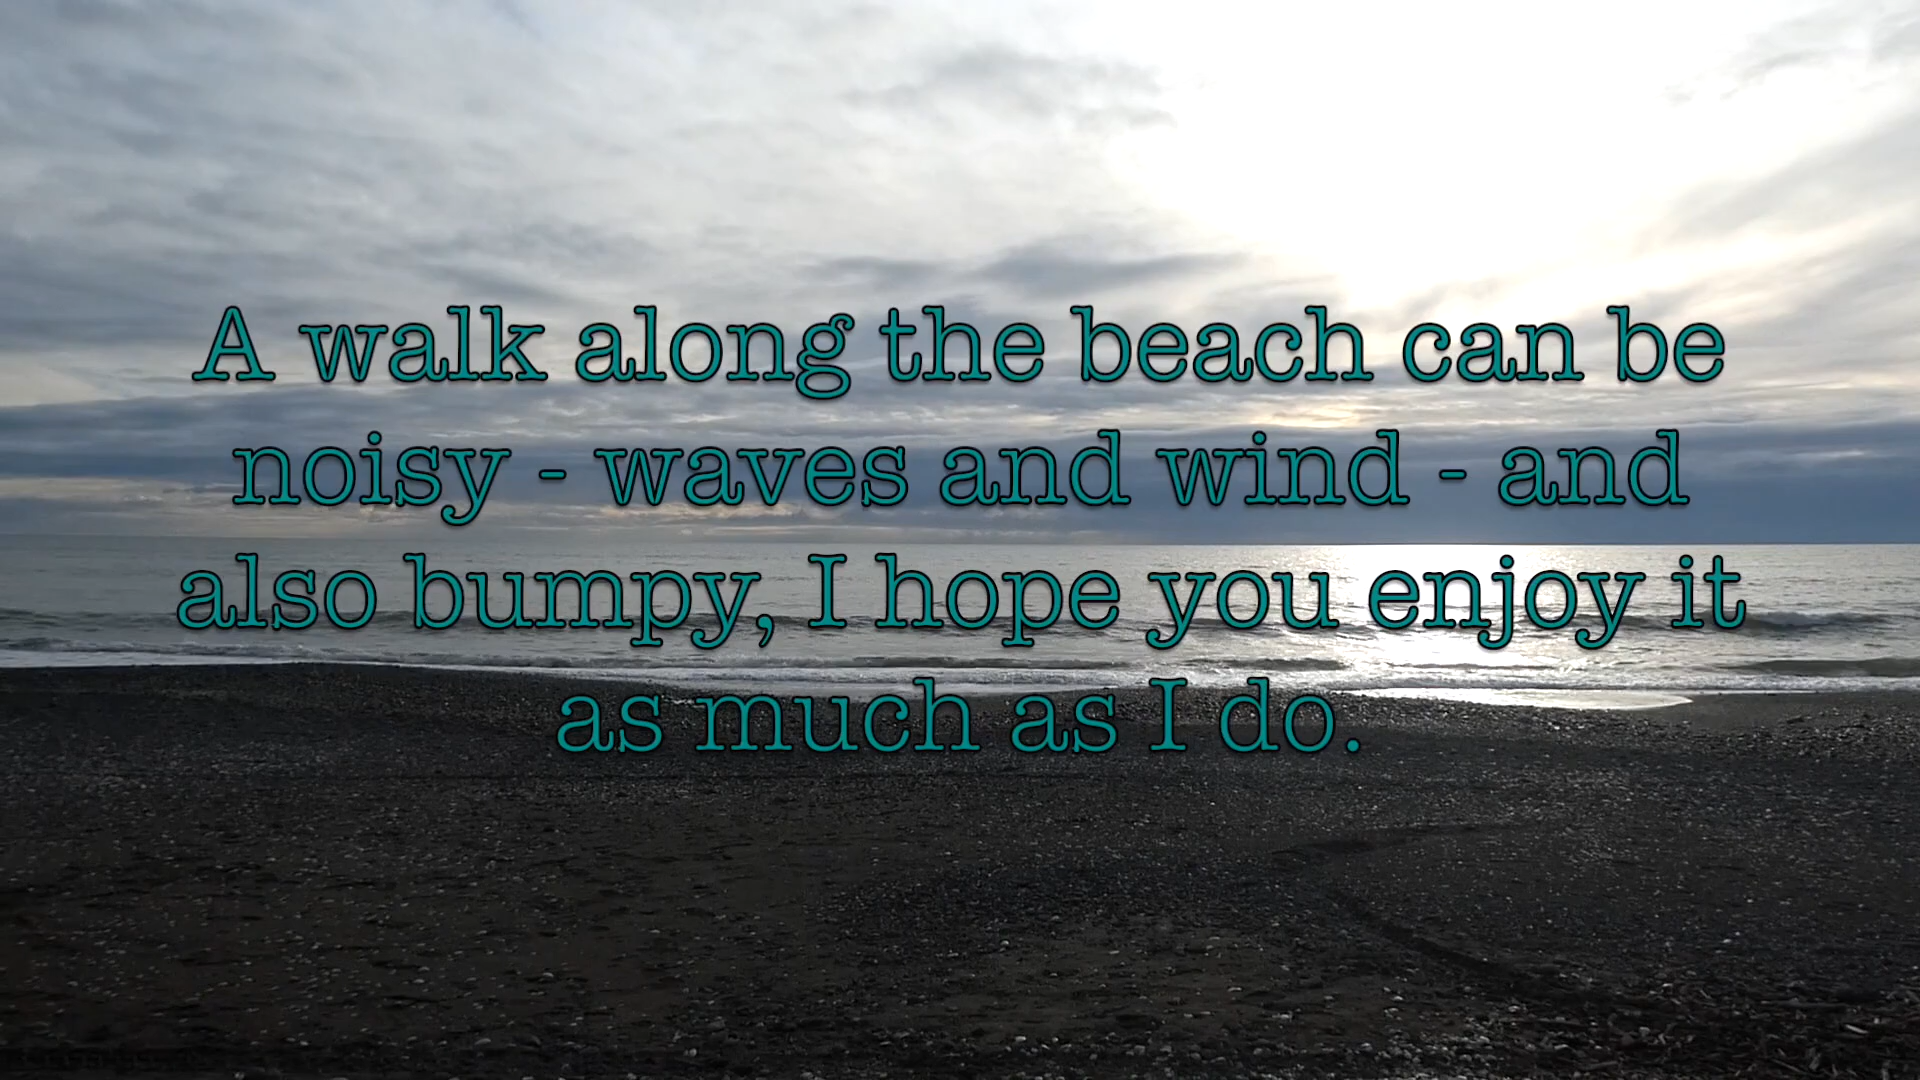 A walk along the beach can be
noisy - waves and wind - and
also bumpy, I hope you enjoy it
as much as I do.